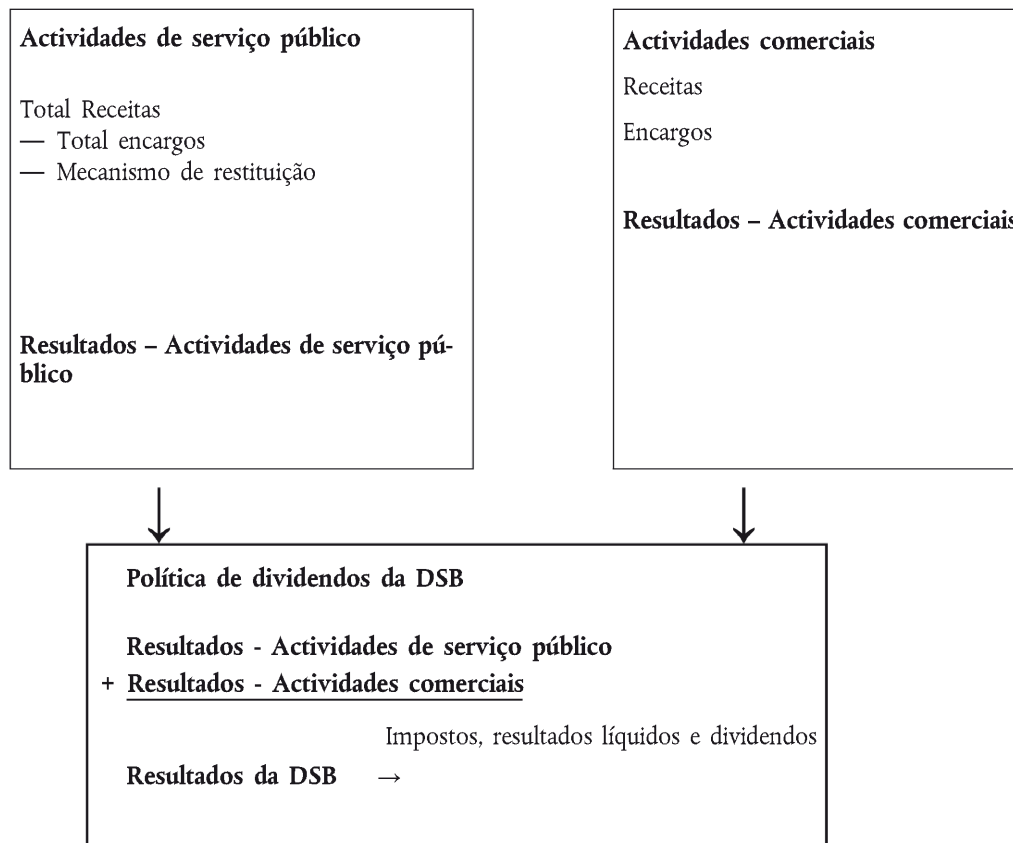 Actividades de serviço público
Total Receitas
— Total encargos
— Mecanismo de restituição
Resultados – Actividades de serviço pú-
blico
Actividades comerciais
Receitas
Encargos
Resultados – Actividades comerciais
Política de dividendos da DSB
Resultados - Actividades de serviço público
+ Resultados - Actividades comerciais
Impostos, resultados líquidos e dividendos
Resultados da DSB →